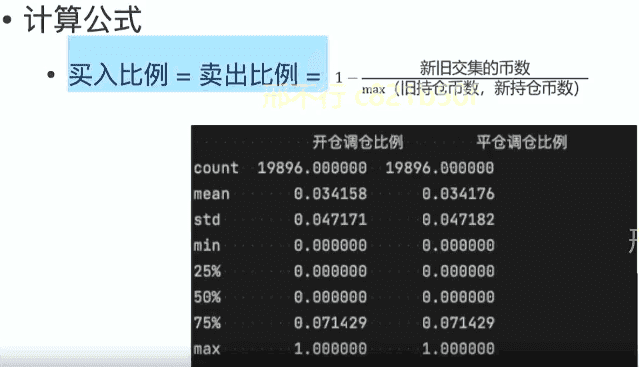 • 计算公式
• 买入比例 = 卖出比例 = 1 − 新旧交集的币数 / max（旧持仓币数，新持仓币数）
开仓调仓比例 平仓调仓比例
count 19896.000000 19896.000000
mean 0.034158 0.034176
std 0.047171 0.047182
min 0.000000 0.000000
25% 0.000000 0.000000
50% 0.000000 0.000000
75% 0.071429 0.071429
max 1.000000 1.000000